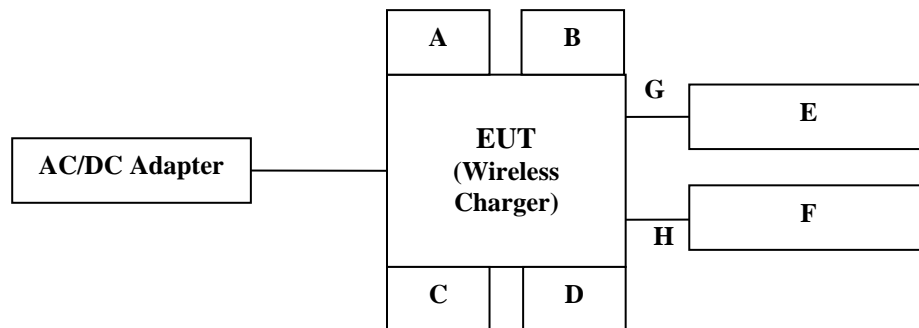 A
B
G
E
EUT
(Wireless
Charger)
AC/DC Adapter
F
H
C
D